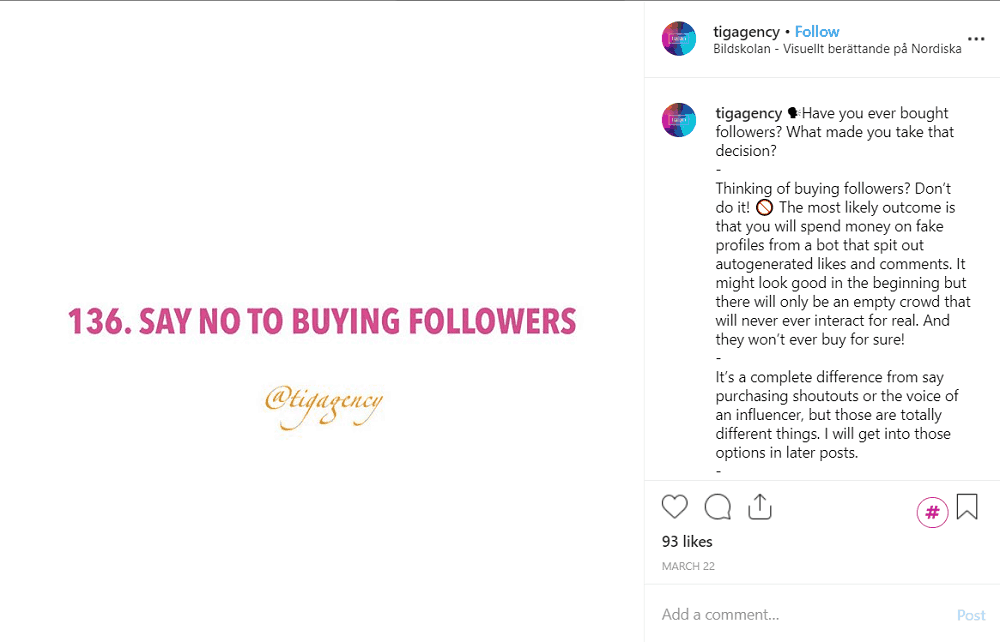 136. SAY NO TO BUYING FOLLOWERS
@tigagency
tigagency • Follow
Bildskolan - Visuellt berättande på Nordiska
tigagency 🗣Have you ever bought
followers? What made you take that
decision?
-
Thinking of buying followers? Don’t
do it! 🚫 The most likely outcome is
that you will spend money on fake
profiles from a bot that spit out
autogenerated likes and comments. It
might look good in the beginning but
there will only be an empty crowd that
will never ever interact for real. And
they won’t ever buy for sure!
-
It’s a complete difference from say
purchasing shoutouts or the voice of
an influencer, but those are totally
different things. I will get into those
options in later posts.
-
#
93 likes
MARCH 22
Add a comment...
Post